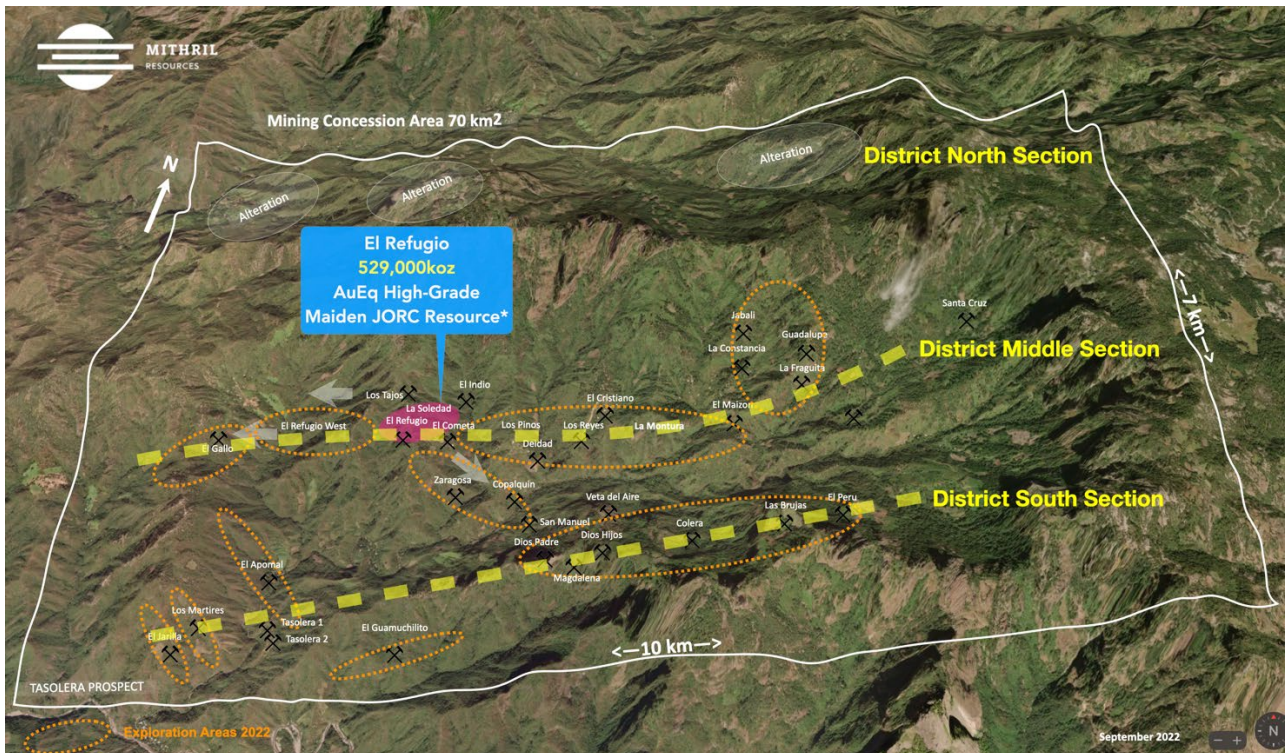 MITHRIL
RESOURCES
Mining Concession Area 70 km2
N
Alteration
Alteration
Alteration
District North Section
El Refugio
529,000koz
AuEq High-Grade
Maiden JORC Resource*
<—7 km—>
Santa Cruz
Jabali
Guadalupe
La Constancia
La Fraguita
District Middle Section
Los Tajos
El Indio
La Soledad
El Cristiano
El Maizon
El Refugio West
El Refugio
El Cometa
Los Pinos
Los Reyes
La Montura
El Gallo
Deidad
Zaragosa
Copalquin
Veta del Aire
El Peru
District South Section
Las Brujas
San Manuel
Colera
Dios Padre
Dios Hijos
Magdalena
El Apomal
Los Martires
Tasolera 1
El Guamuchilito
El Jarilla
Tasolera 2
<—10 km—>
TASOLERA PROSPECT
Exploration Areas 2022
September 2022
− +
N